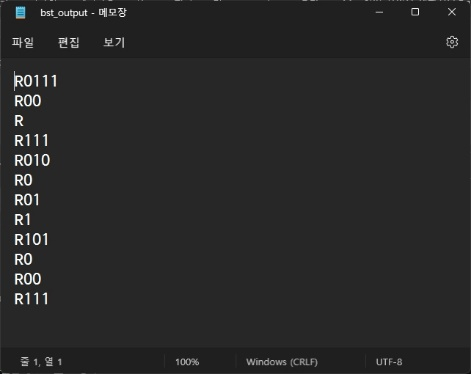 bst_output - 메모장
파일 편집 보기
R0111
R00
R
R111
R010
R0
R01
R1
R101
R0
R00
R111
줄 1, 열 1 100% Windows (CRLF) UTF-8